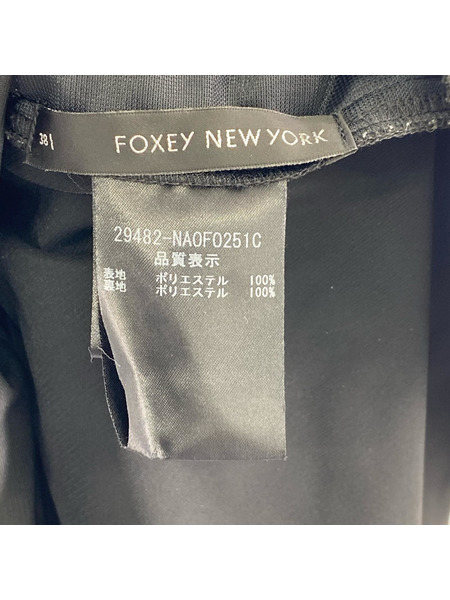 38
FOXEY NEW YORK
29482-NAOF0251C
品質表示
表地 ポリエステル 100%
裏地 ポリエステル 100%